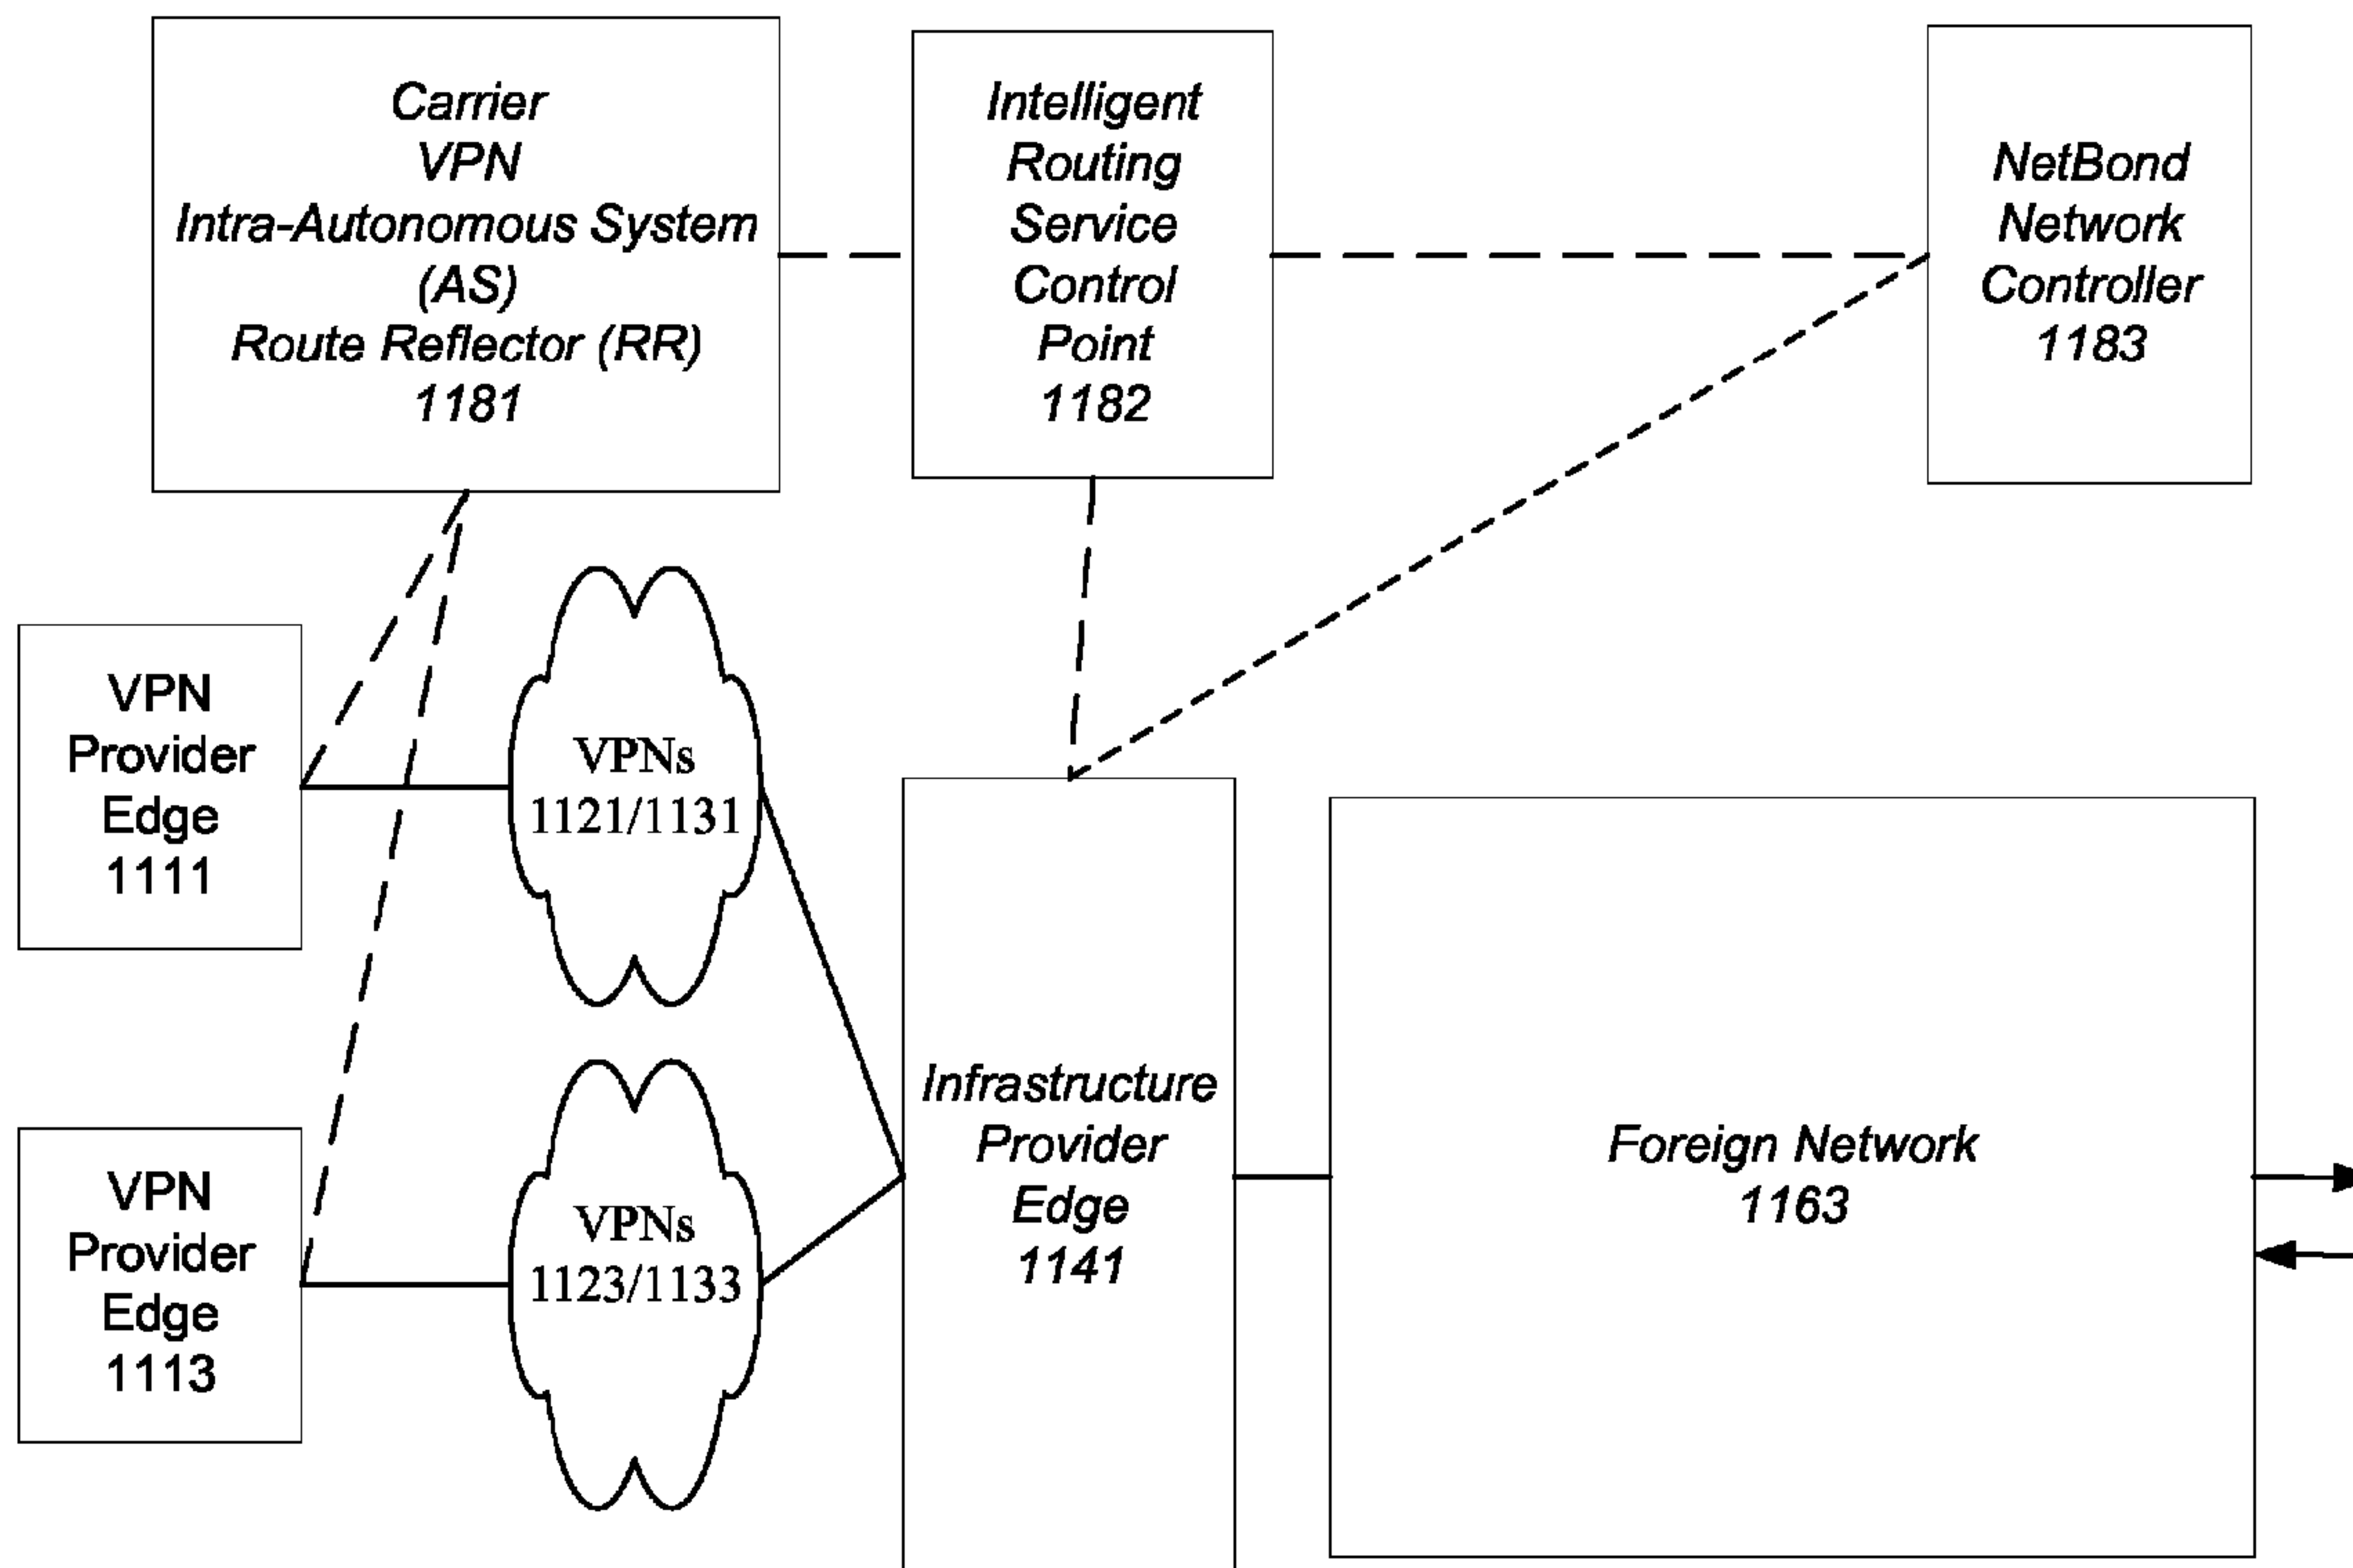 Carrier
VPN
Intra-Autonomous System
(AS)
Route Reflector (RR)
1181
Intelligent
Routing
Service
Control
Point
1182
NetBond
Network
Controller
1183
VPN
Provider
Edge
1111
VPNs
1121/1131
VPN
Provider
Edge
1113
VPNs
1123/1133
Infrastructure
Provider
Edge
1141
Foreign Network
1163